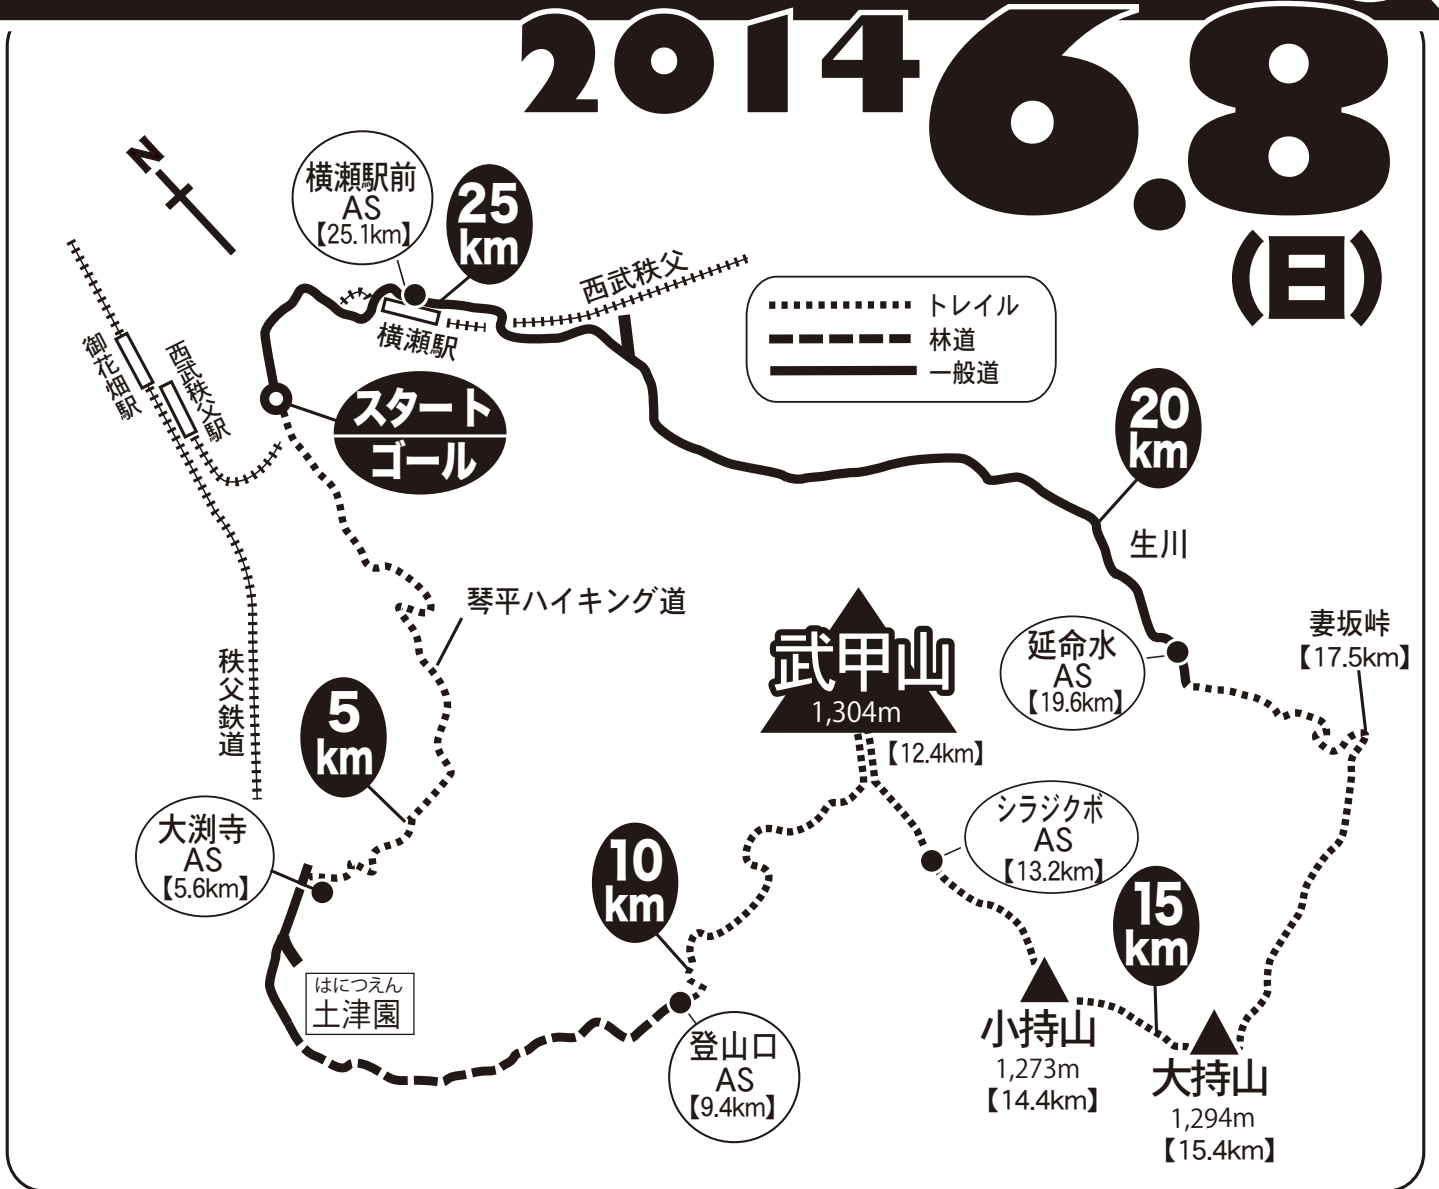 2014
6.8
(日)
N
横瀬駅前
AS
【25.1km】
25
km
西武秩父
トレイル
林道
一般道
横瀬駅
御花畑駅
西武秩父駅
スタート
ゴール
20
km
生川
琴平ハイキング道
妻坂峠
【17.5km】
延命水
AS
【19.6km】
武甲山
1,304m
【12.4km】
秩父鉄道
5
km
シラジクボ
AS
【13.2km】
大渕寺
AS
【5.6km】
10
km
15
km
はにつえん
土津園
登山口
AS
【9.4km】
小持山
1,273m
【14.4km】
大持山
1,294m
【15.4km】